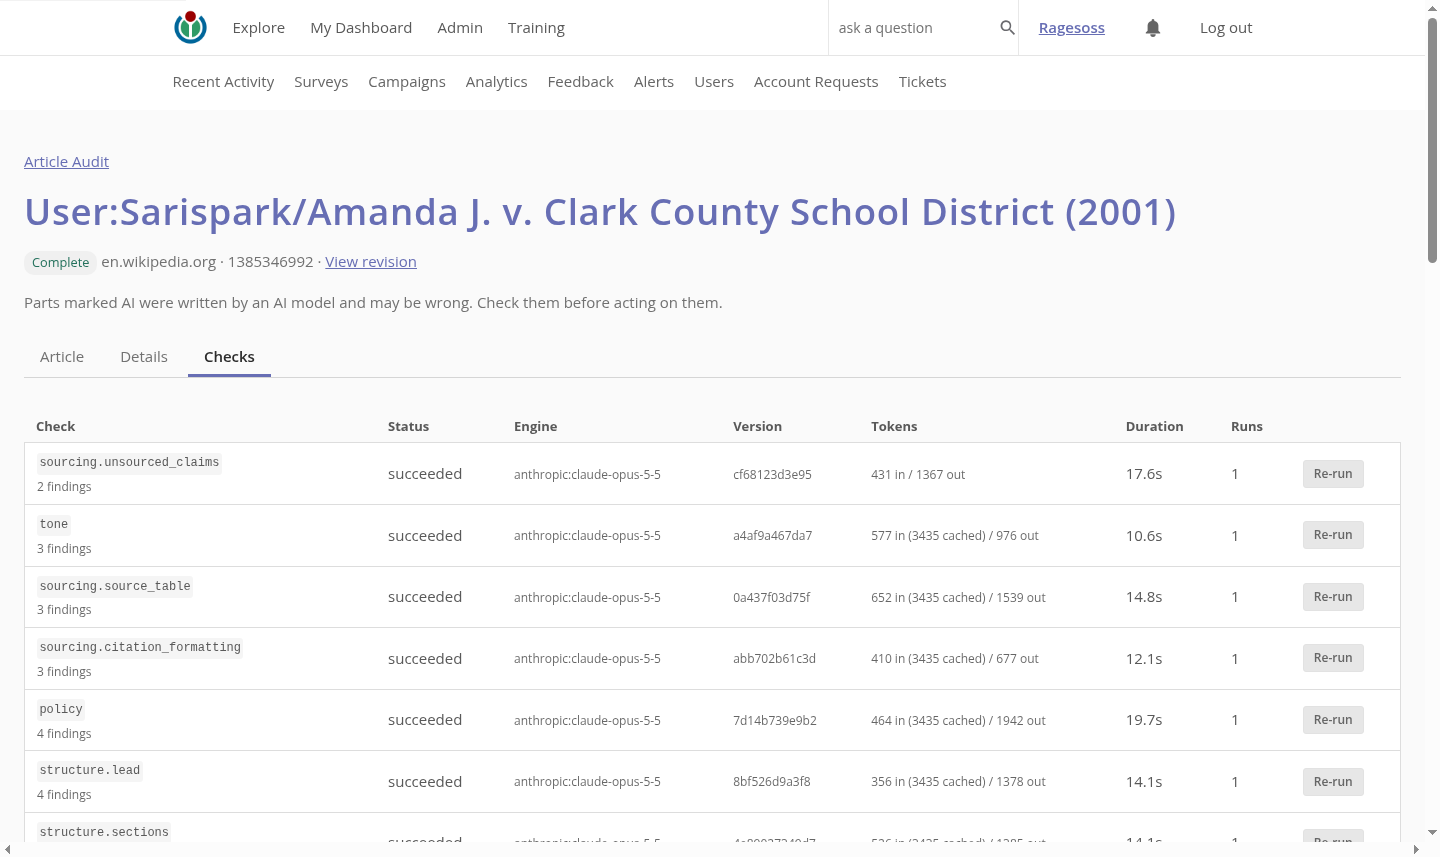 Explore My Dashboard Admin Training ask a question Ragesoss Log out
Recent Activity Surveys Campaigns Analytics Feedback Alerts Users Account Requests Tickets
Article Audit
User:Sarispark/Amanda J. v. Clark County School District (2001)
Complete en.wikipedia.org · 1385346992 · View revision
Parts marked AI were written by an AI model and may be wrong. Check them before acting on them.
Article Details Checks
Check Status Engine Version Tokens Duration Runs
sourcing.unsourced_claims
2 findings
succeeded anthropic:claude-opus-5-5 cf68123d3e95 431 in / 1367 out 17.6s 1 Re-run
tone
3 findings
succeeded anthropic:claude-opus-5-5 a4af9a467da7 577 in (3435 cached) / 976 out 10.6s 1 Re-run
sourcing.source_table
3 findings
succeeded anthropic:claude-opus-5-5 0a437f03d75f 652 in (3435 cached) / 1539 out 14.8s 1 Re-run
sourcing.citation_formatting
3 findings
succeeded anthropic:claude-opus-5-5 abb702b61c3d 410 in (3435 cached) / 677 out 12.1s 1 Re-run
policy
4 findings
succeeded anthropic:claude-opus-5-5 7d14b739e9b2 464 in (3435 cached) / 1942 out 19.7s 1 Re-run
structure.lead
4 findings
succeeded anthropic:claude-opus-5-5 8bf526d9a3f8 356 in (3435 cached) / 1378 out 14.1s 1 Re-run
structure.sections